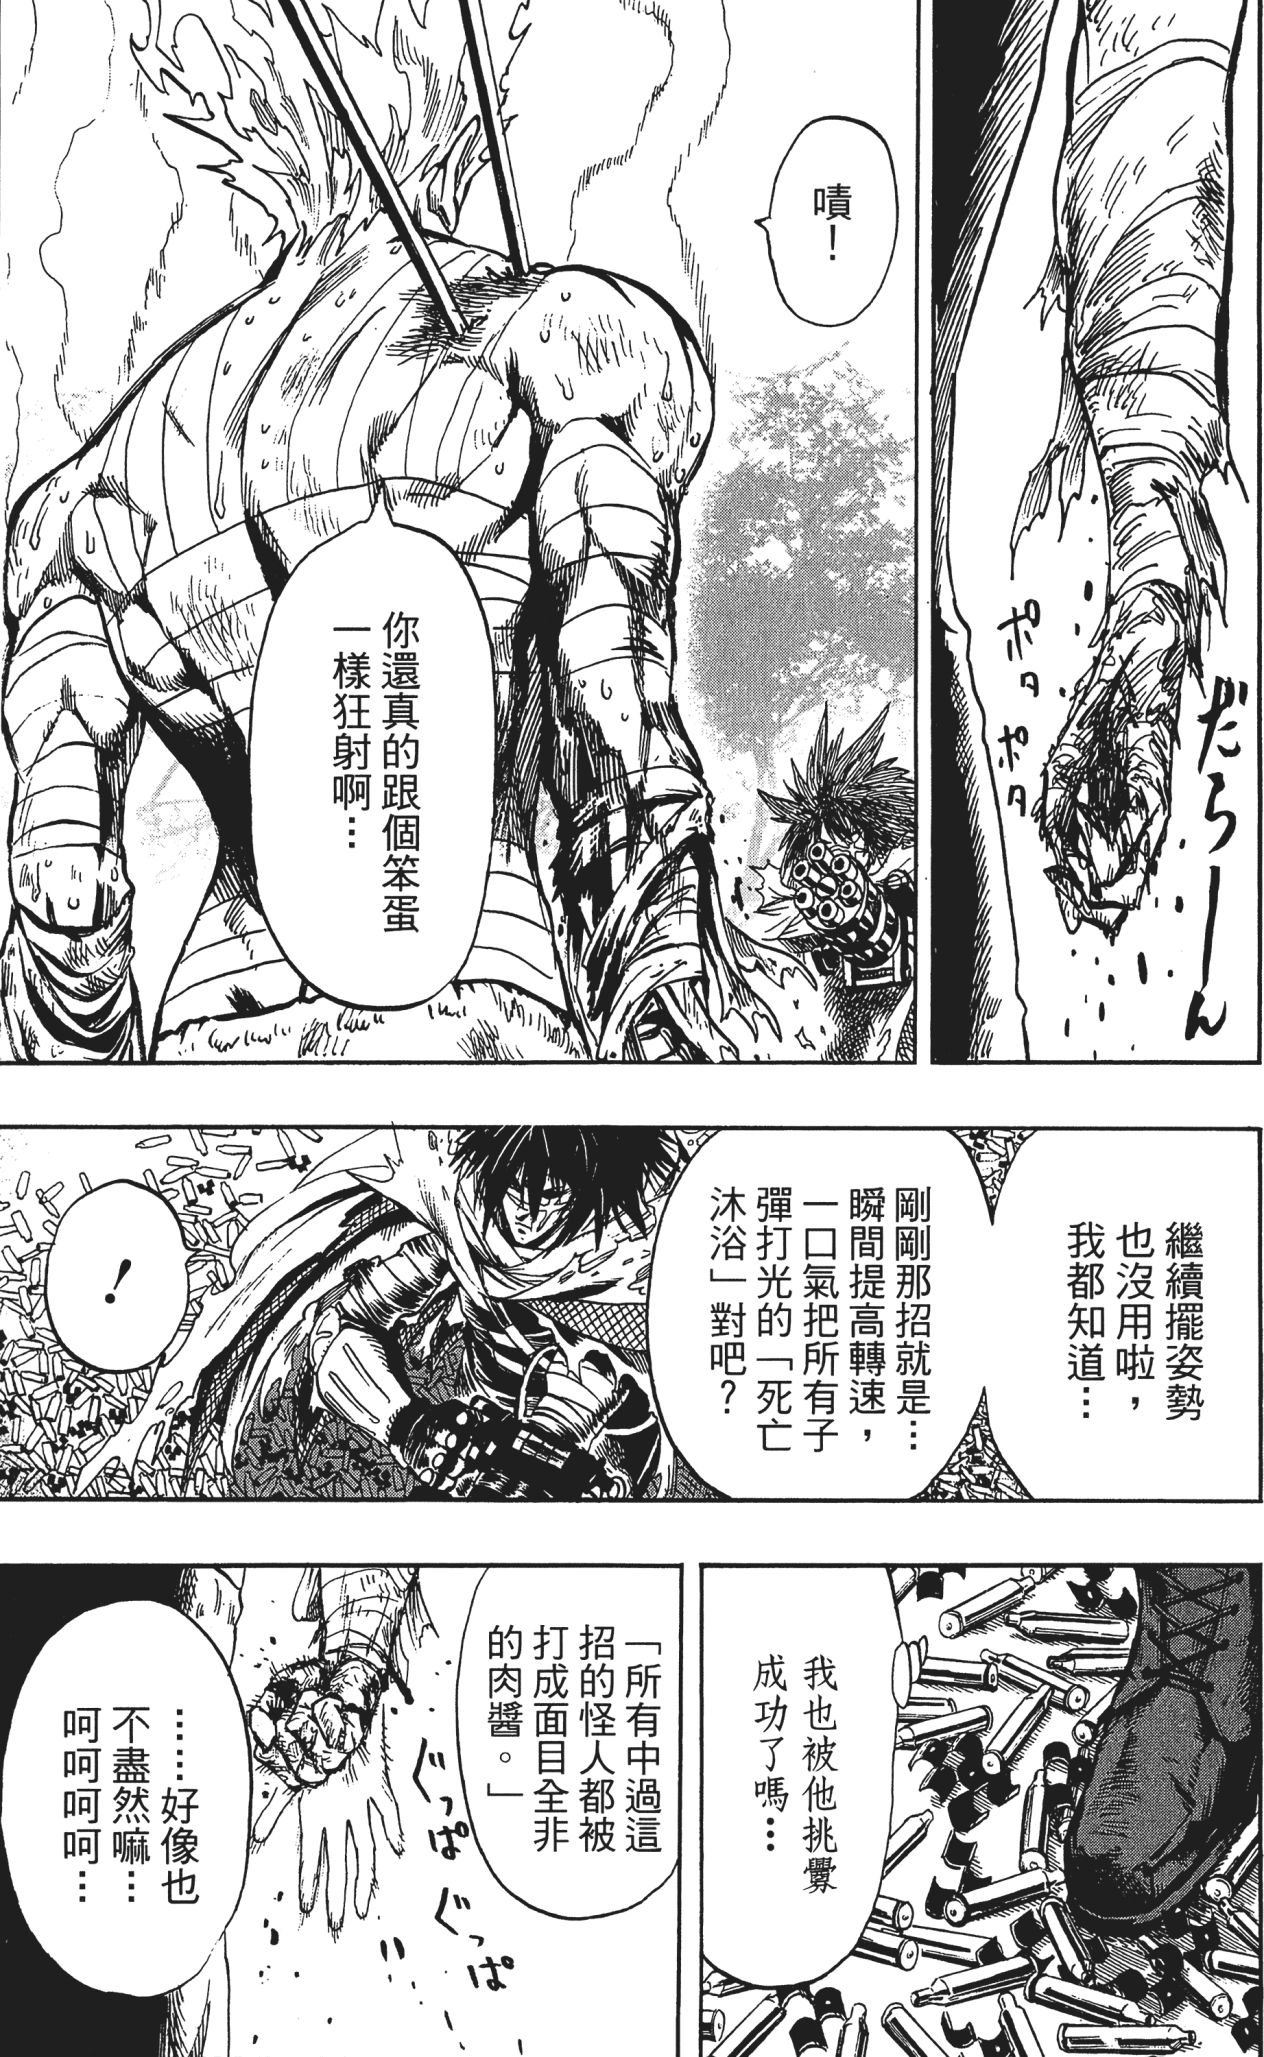 だらーん
ポタ
ポタ
嘖！
你還真的跟個笨蛋
一樣狂射啊…
繼續擺姿勢
也沒用啦，
我都知道…
剛剛那招就是…
瞬間提高轉速，
一口氣把所有子
彈打光的「死亡
沐浴」對吧？
！
我也被他挑釁
成功了嗎…
「所有中過這
招的怪人都被
打成面目全非
的肉醬。」
ぐっぱ
ぐっぱ
……好像也
不盡然嘛…
呵呵呵呵…